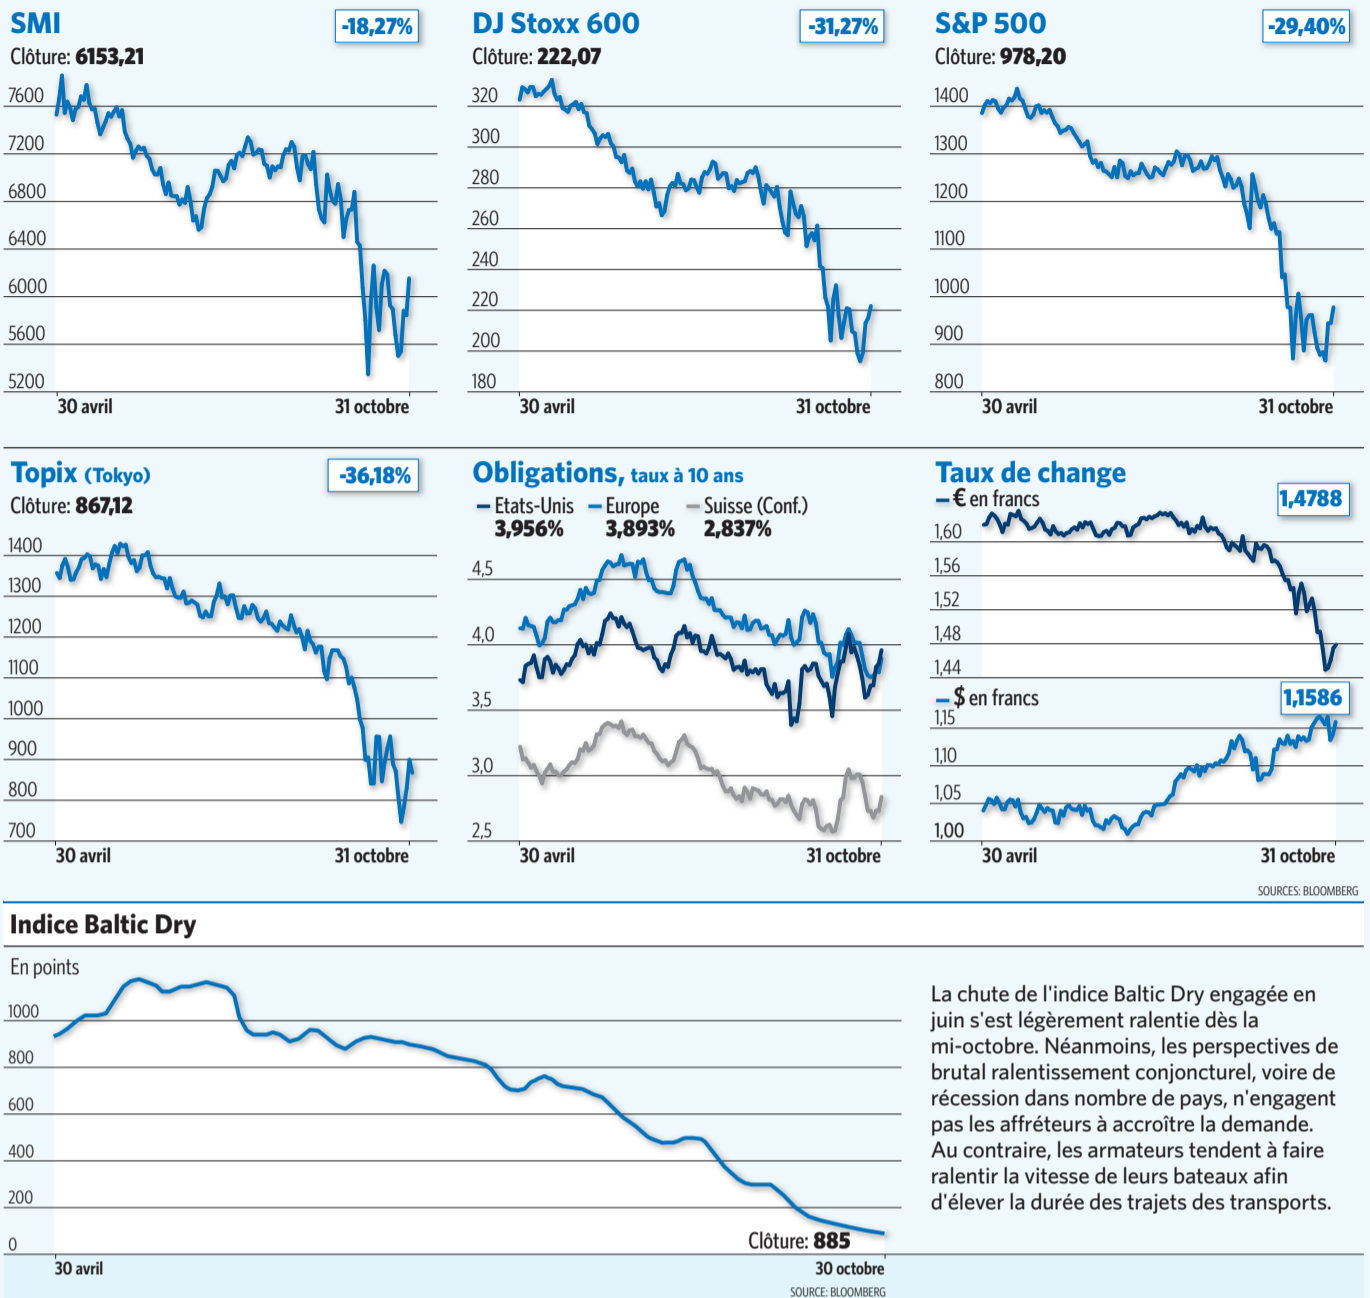 SMI
-18,27%
Clôture: 6153,21
7600
7200
6800
6400
6000
5600
5200
30 avril
31 octobre
DJ Stoxx 600
-31,27%
Clôture: 222,07
320
300
280
260
240
220
200
180
30 avril
31 octobre
S&P 500
-29,40%
Clôture: 978,20
1400
1300
1200
1100
1000
900
800
30 avril
31 octobre
Topix (Tokyo)
-36,18%
Clôture: 867,12
1400
1300
1200
1100
1000
900
800
700
30 avril
31 octobre
Obligations, taux à 10 ans
Etats-Unis Europe Suisse (Conf.)
3,956% 3,893% 2,837%
4,5
4,0
3,5
3,0
2,5
30 avril
31 octobre
Taux de change
€ en francs
1,4788
1,60
1,56
1,52
1,48
1,44
$ en francs
1,1586
1,15
1,10
1,05
1,00
30 avril
31 octobre
SOURCES: BLOOMBERG
Indice Baltic Dry
En points
1000
800
600
400
200
0
Clôture: 885
30 avril
30 octobre
SOURCE: BLOOMBERG
La chute de l'indice Baltic Dry engagée en
juin s'est légèrement ralentie dès la
mi-octobre. Néanmoins, les perspectives de
brutal ralentissement conjoncturel, voire de
récession dans nombre de pays, n'engagent
pas les affréteurs à accroître la demande.
Au contraire, les armateurs tendent à faire
ralentir la vitesse de leurs bateaux afin
d'élever la durée des trajets des transports.